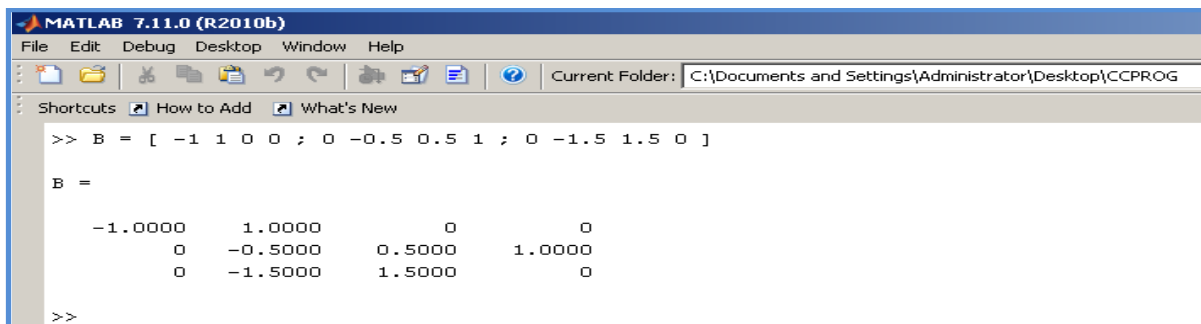 MATLAB 7.11.0 (R2010b)
File Edit Debug Desktop Window Help
Current Folder: C:\Documents and Settings\Administrator\Desktop\CCPROG
Shortcuts How to Add What's New
>> B = [ -1 1 0 0 ; 0 -0.5 0.5 1 ; 0 -1.5 1.5 0 ]
B =
-1.0000 1.0000 0 0
0 -0.5000 0.5000 1.0000
0 -1.5000 1.5000 0
>>